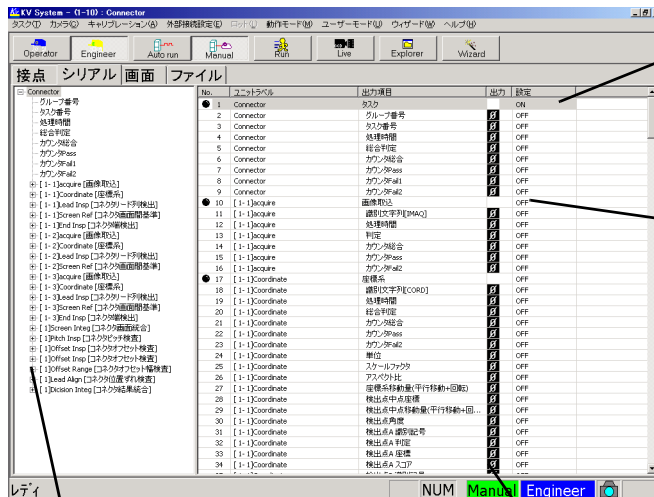 KV System - (1-10) : Connector
タスク(T) カメラ(C) キャリブレーション(A) 外部接続設定(E) ロット(L) 動作モード(M) ユーザーモード(U) ウィザード(W) ヘルプ(H)
Operator Engineer Auto run Manual Run Live Explorer Wizard
接点 シリアル 画面 ファイル
Connector
グループ番号
タスク番号
処理時間
総合判定
カウンタ総合
カウンタPass
カウンタFail1
カウンタFail2
[ 1- 1]acquire [画像取込]
[ 1- 1]Coordinate [座標系]
[ 1- 1]Lead Insp [コネクタリード列検出]
[ 1- 1]Screen Ref [コネクタ画面間基準]
[ 1- 1]End Insp [コネクタ端検出]
[ 1- 2]acquire [画像取込]
[ 1- 2]Coordinate [座標系]
[ 1- 2]Lead Insp [コネクタリード列検出]
[ 1- 2]Screen Ref [コネクタ画面間基準]
[ 1- 3]acquire [画像取込]
[ 1- 3]Coordinate [座標系]
[ 1- 3]Lead Insp [コネクタリード列検出]
[ 1- 3]Screen Ref [コネクタ画面間基準]
[ 1- 3]End Insp [コネクタ端検出]
[ 1]Screen Integ [コネクタ画面統合]
[ 1]Pitch Insp [コネクタピッチ検査]
[ 1]Offset Insp [コネクタオフセット検査]
[ 1]Offset Range [コネクタオフセット幅検査]
[ 1]Lead Align [コネクタ位置ずれ検査]
[ 1]Dicision Integ [コネクタ結果統合]
No. ユニットラベル 出力項目 出力 設定
1 Connector タスク ON
2 Connector グループ番号 OFF
3 Connector タスク番号 OFF
4 Connector 処理時間 OFF
5 Connector 総合判定 OFF
6 Connector カウンタ総合 OFF
7 Connector カウンタPass OFF
8 Connector カウンタFail1 OFF
9 Connector カウンタFail2 OFF
10 [ 1- 1]acquire 画像取込 OFF
11 [ 1- 1]acquire 識別文字列[IMAQ] OFF
12 [ 1- 1]acquire 処理時間 OFF
13 [ 1- 1]acquire 判定 OFF
14 [ 1- 1]acquire カウンタ総合 OFF
15 [ 1- 1]acquire カウンタPass OFF
16 [ 1- 1]acquire カウンタFail2 OFF
17 [ 1- 1]Coordinate 座標系 OFF
18 [ 1- 1]Coordinate 識別文字列[CORD] OFF
19 [ 1- 1]Coordinate 処理時間 OFF
20 [ 1- 1]Coordinate 総合判定 OFF
21 [ 1- 1]Coordinate カウンタ総合 OFF
22 [ 1- 1]Coordinate カウンタPass OFF
23 [ 1- 1]Coordinate カウンタFail2 OFF
24 [ 1- 1]Coordinate 単位 OFF
25 [ 1- 1]Coordinate スケールファクタ OFF
26 [ 1- 1]Coordinate アスペクト比 OFF
27 [ 1- 1]Coordinate 座標系移動量(平行移動+回転) OFF
28 [ 1- 1]Coordinate 検出点中点座標 OFF
29 [ 1- 1]Coordinate 検出点中点移動量(平行移動+回... OFF
30 [ 1- 1]Coordinate 検出点角度 OFF
31 [ 1- 1]Coordinate 検出点A 識別記号 OFF
32 [ 1- 1]Coordinate 検出点A 判定 OFF
33 [ 1- 1]Coordinate 検出点A 座標 OFF
34 [ 1- 1]Coordinate 検出点A スコア OFF
レディ NUM Manual Engineer